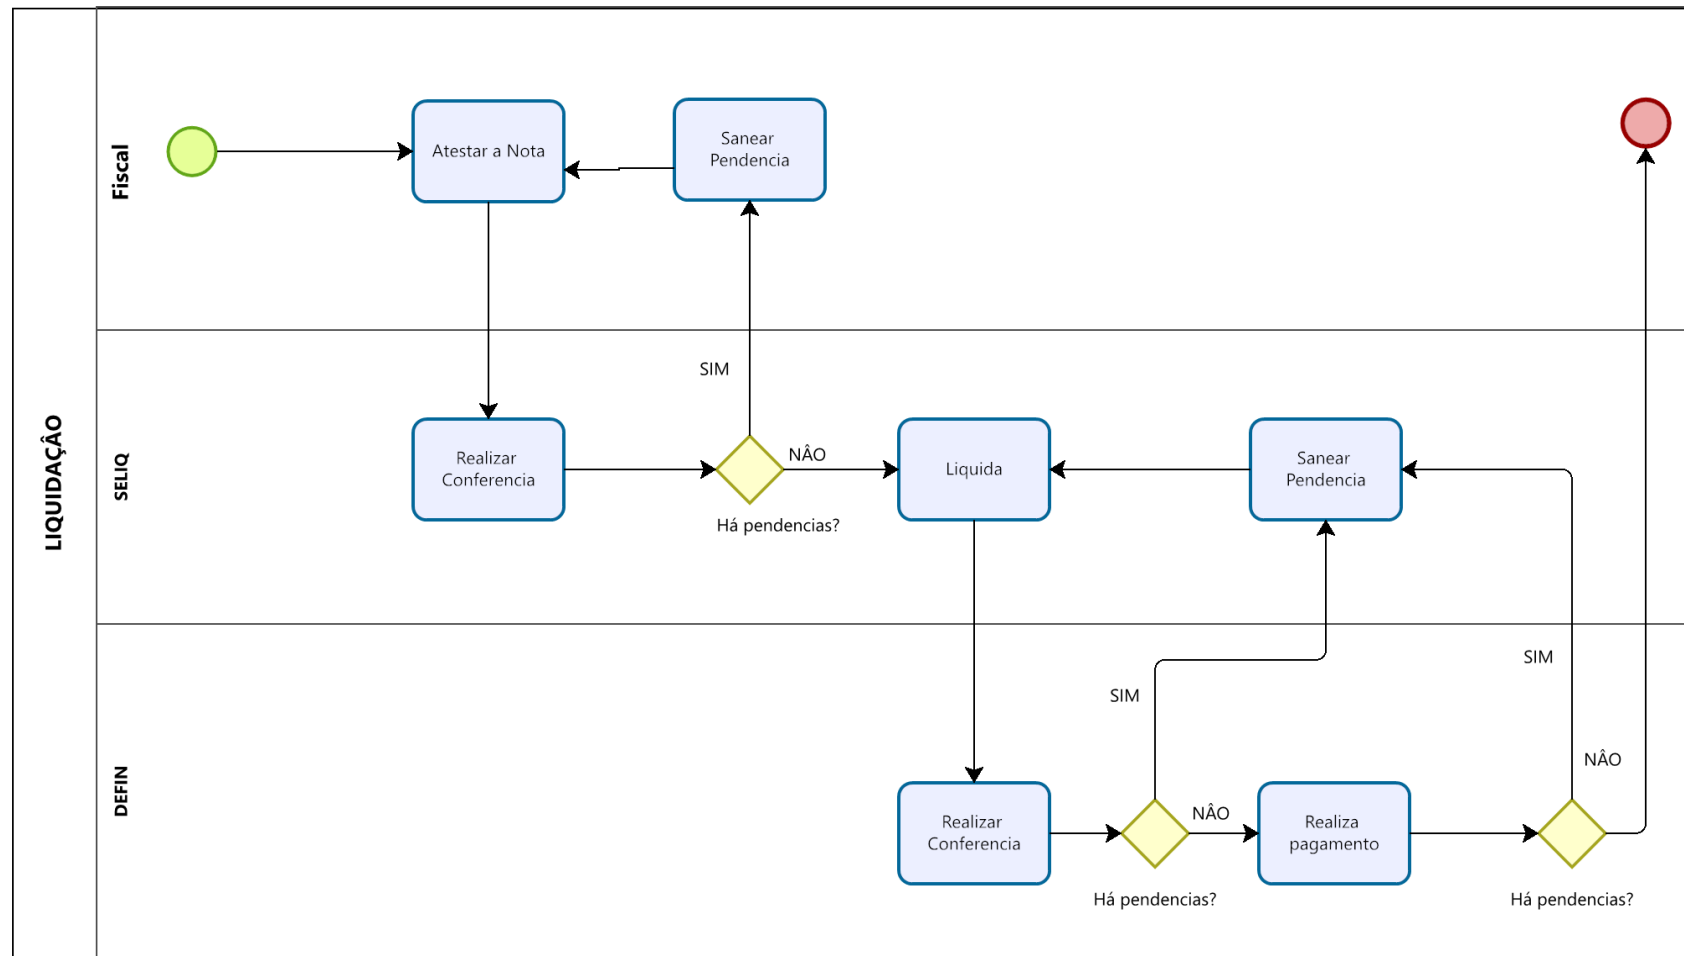 LIQUIDAÇÂO
Fiscal
Atestar a Nota
Sanear
Pendencia
SELIQ
SIM
Realizar
Conferencia
NÂO
Há pendencias?
Liquida
Sanear
Pendencia
DEFIN
SIM
SIM
NÂO
Realizar
Conferencia
NÂO
Há pendencias?
Realiza
pagamento
Há pendencias?